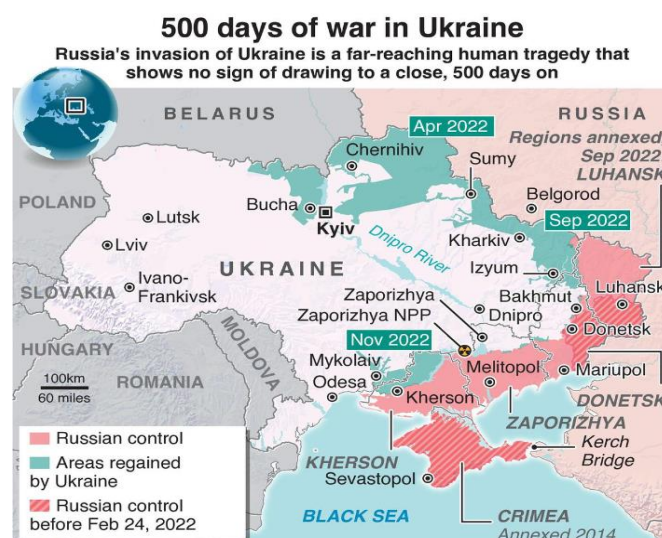 500 days of war in Ukraine
Russia's invasion of Ukraine is a far-reaching human tragedy that
shows no sign of drawing to a close, 500 days on
BELARUS
RUSSIA
Apr 2022
Regions annexed
Sep 2022
LUHANSK
Chernihiv
Sumy
POLAND
Bucha
Belgorod
Lutsk
Kyiv
Sep 2022
Dnipro River
Kharkiv
Lviv
UKRAINE
Izyum
Ivano-
Frankivsk
SLOVAKIA
Zaporizhya
Bakhmut
Luhansk
Zaporizhya NPP
Dnipro
Donetsk
MOLDOVA
Nov 2022
HUNGARY
Mykolaiv
Melitopol
Mariupol
100km
60 miles
ROMANIA
Odesa
Kherson
DONETSK
ZAPORIZHYA
Russian control
Areas regained
by Ukraine
Russian control
before Feb 24, 2022
KHERSON
Kerch
Bridge
Sevastopol
BLACK SEA
CRIMEA
Annexed 2014